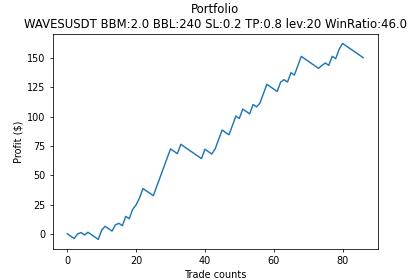 Portfolio
WAVESUSDT BBM:2.0 BBL:240 SL:0.2 TP:0.8 lev:20 WinRatio:46.0
Profit ($)
150
125
100
75
50
25
0
0 20 40 60 80
Trade counts